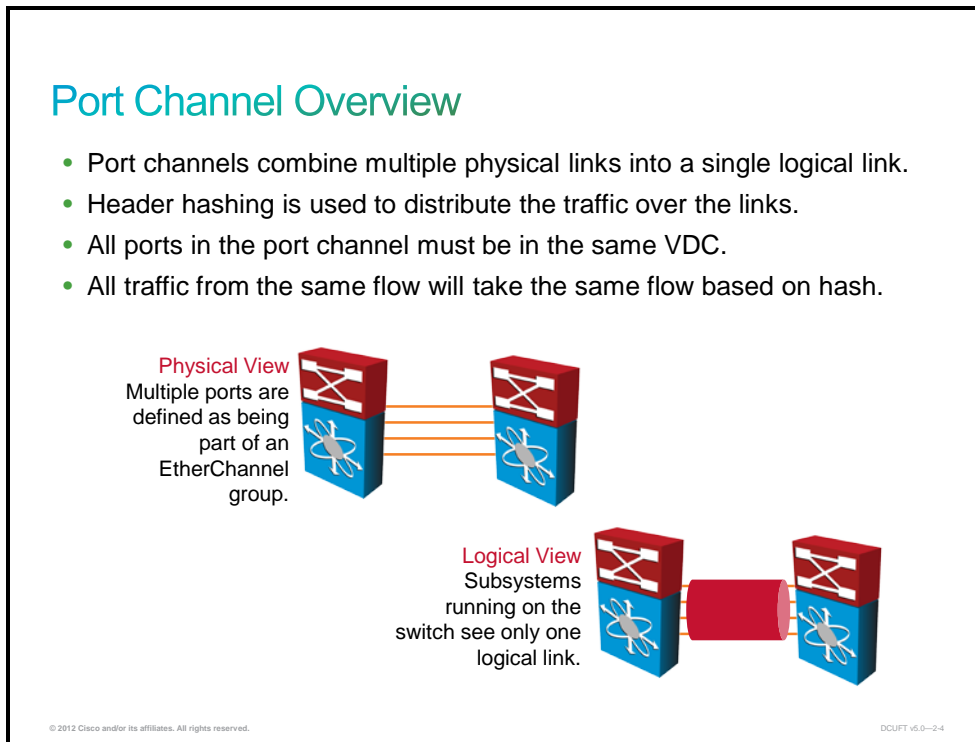 Port Channel Overview
• Port channels combine multiple physical links into a single logical link.
• Header hashing is used to distribute the traffic over the links.
• All ports in the port channel must be in the same VDC.
• All traffic from the same flow will take the same flow based on hash.
Physical View
Multiple ports are
defined as being
part of an
EtherChannel
group.
Logical View
Subsystems
running on the
switch see only one
logical link.
© 2012 Cisco and/or its affiliates. All rights reserved.
DCUFT v5.0—2-4